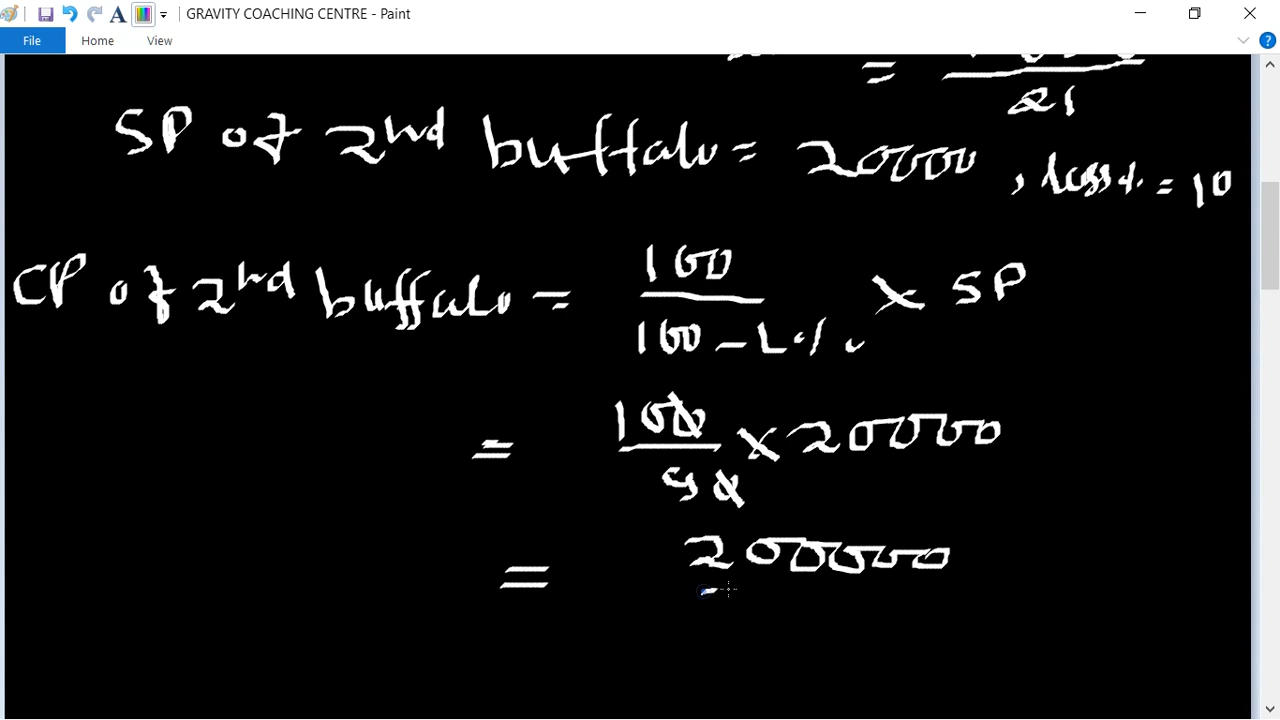 GRAVITY COACHING CENTRE - Paint
File Home View
= 21
SP of 2nd buffalo = 20000 , loss% = 10
CP of 2nd buffalo = 100 / 100 - L% × SP
= 100 / 90 × 20000
= 200000